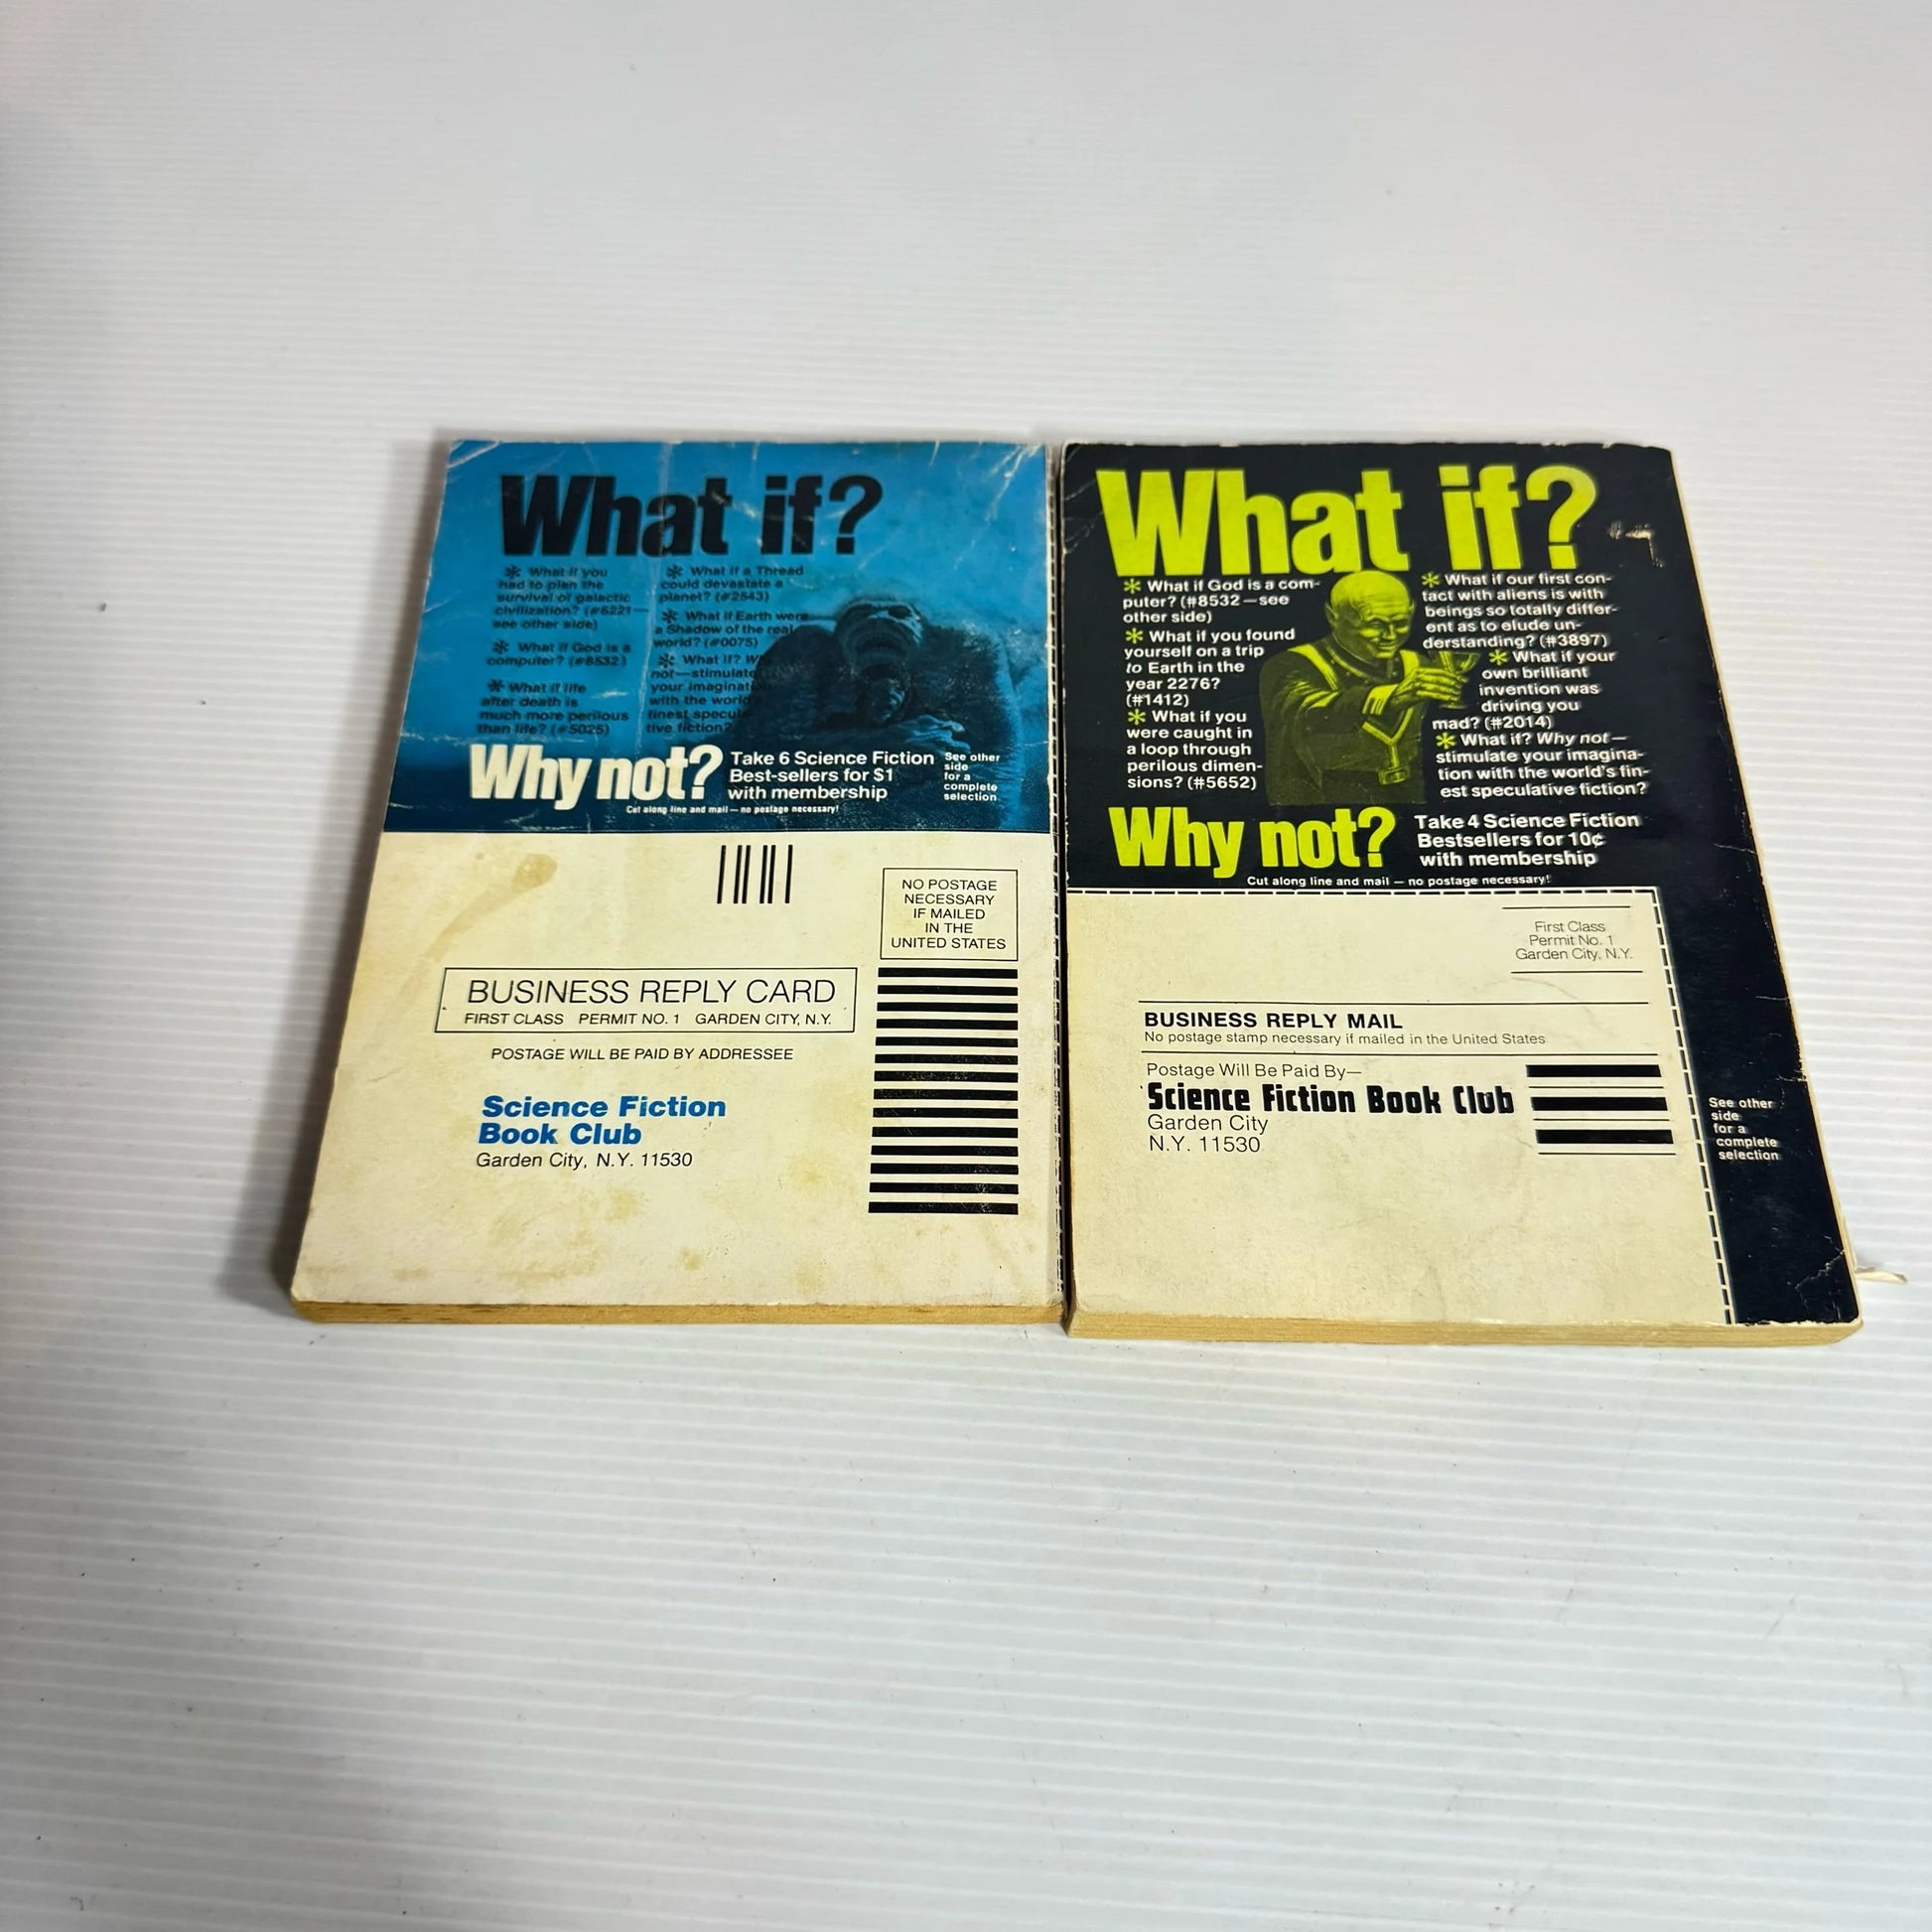 What if?
* What if you
had to plan the
survival of galactic
civilization? (#6221—
see other side)
* What if God is a
computer? (#8532)
* What if life
after death is
much more perilous
than life? (#5025)
* What if a Thread
could devastate a
planet? (#2543)
* What if Earth were
a Shadow of the real
world? (#0075)
* What if?
not—stimulate
your
with the
finest
tive fiction?
Why not?
Take 6 Science Fiction
Best-sellers for $1
with membership
See other
side
for a
complete
selection
Cut along line and mail — no postage necessary!
NO POSTAGE
NECESSARY
IF MAILED
IN THE
UNITED STATES
BUSINESS REPLY CARD
FIRST CLASS PERMIT NO. 1 GARDEN CITY, N.Y.
POSTAGE WILL BE PAID BY ADDRESSEE
Science Fiction
Book Club
Garden City, N.Y. 11530
What if?
* What if God is a com-
puter? (#8532—see
other side)
* What if you found
yourself on a trip
to Earth in the
year 2276?
(#1412)
* What if you
were caught in
a loop through
perilous dimen-
sions? (#5652)
* What if our first con-
tact with aliens is with
beings so totally differ-
ent as to elude un-
derstanding? (#3897)
* What if your
own brilliant
invention was
driving you
mad? (#2014)
* What if? Why not—
stimulate your imagina-
tion with the world's fin-
est speculative fiction?
Why not?
Take 4 Science Fiction
Bestsellers for 10¢
with membership
Cut along line and mail — no postage necessary!
First Class
Permit No. 1
Garden City, N.Y.
BUSINESS REPLY MAIL
No postage stamp necessary if mailed in the United States
Postage Will Be Paid By—
Science Fiction Book Club
Garden City
N.Y. 11530
See other
side
for a
complete
selection